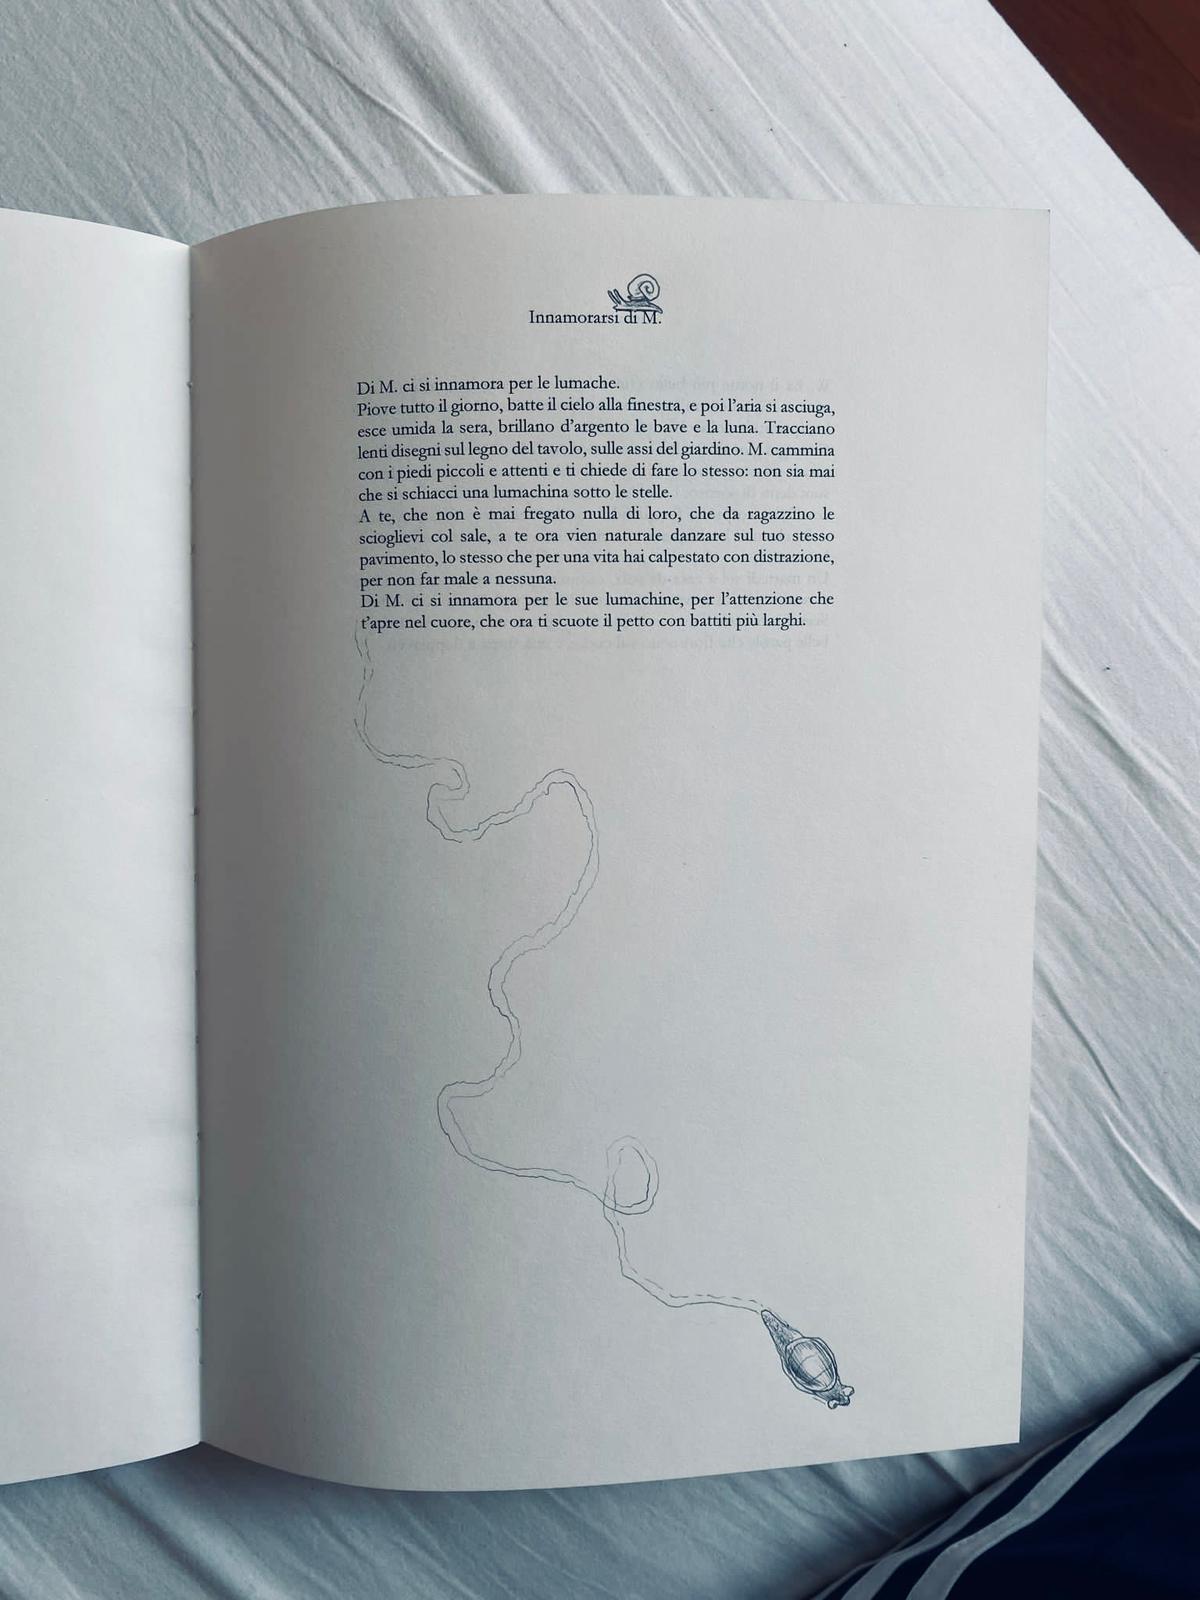 Innamorarsi di M.
Di M. ci si innamora per le lumache.
Piove tutto il giorno, batte il cielo alla finestra, e poi l’aria si asciuga,
esce umida la sera, brillano d’argento le bave e la luna. Tracciano
lenti disegni sul legno del tavolo, sulle assi del giardino. M. cammina
con i piedi piccoli e attenti e ti chiede di fare lo stesso: non sia mai
che si schiacci una lumachina sotto le stelle.
A te, che non è mai fregato nulla di loro, che da ragazzino le
scioglievi col sale, a te ora vien naturale danzare sul tuo stesso
pavimento, lo stesso che per una vita hai calpestato con distrazione,
per non far male a nessuna.
Di M. ci si innamora per le sue lumachine, per l’attenzione che
t’apre nel cuore, che ora ti scuote il petto con battiti più larghi.